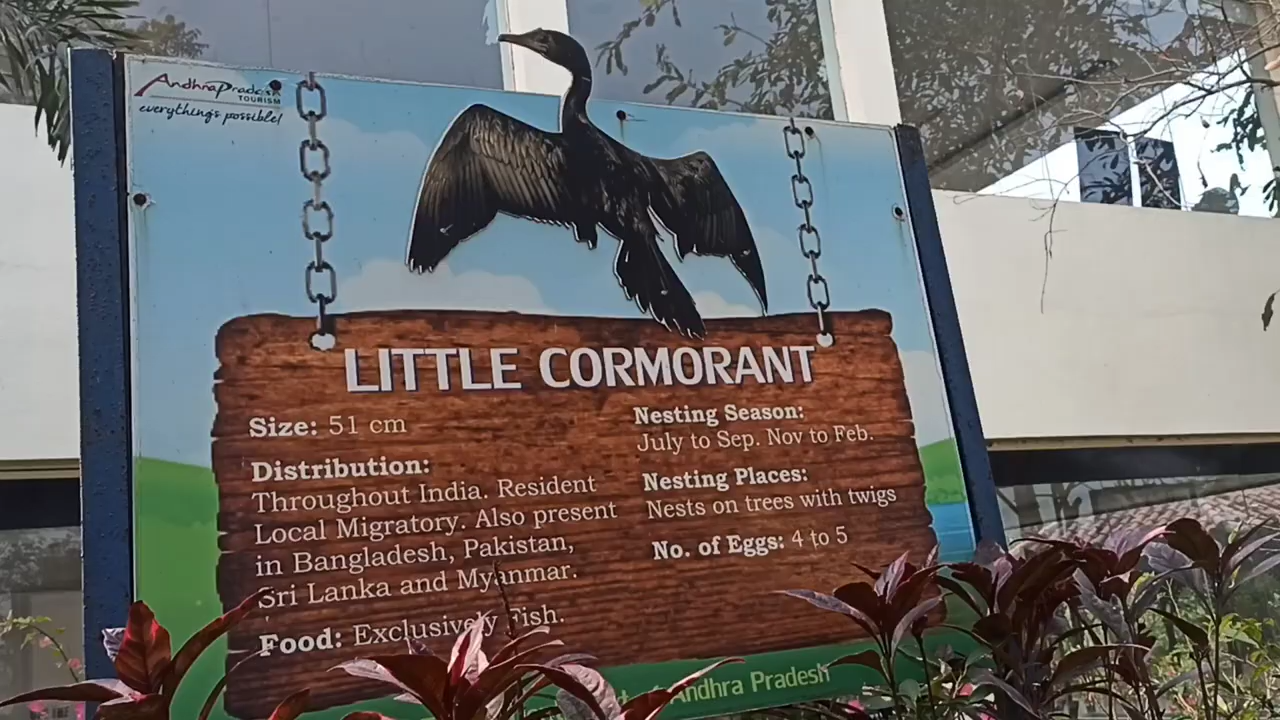 Andhra Pradesh
TOURISM
everything's possible!
LITTLE CORMORANT
Size: 51 cm
Distribution:
Throughout India. Resident
Local Migratory. Also present
in Bangladesh, Pakistan,
Sri Lanka and Myanmar.
Food: Exclusively Fish.
Nesting Season:
July to Sep. Nov to Feb.
Nesting Places:
Nests on trees with twigs
No. of Eggs: 4 to 5
Andhra Pradesh